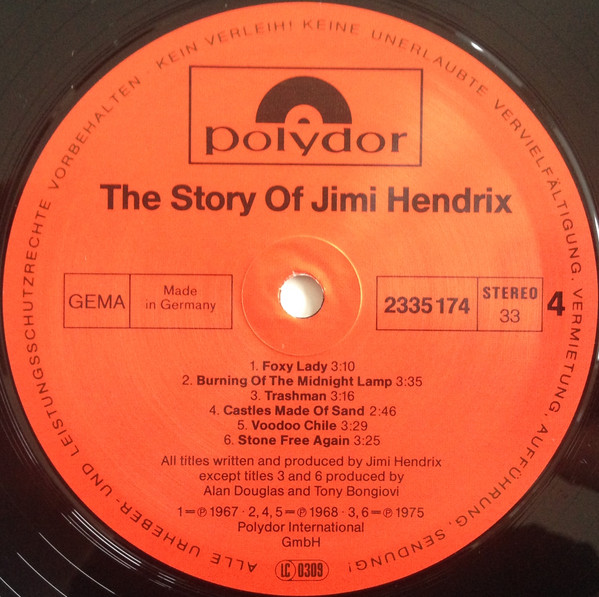 ALLE URHEBER- UND LEISTUNGSSCHUTZRECHTE VORBEHALTEN · KEIN VERLEIH! KEINE UNERLAUBTE VERVIELFÄLTIGUNG, VERMIETUNG, AUFFÜHRUNG, SENDUNG!
polydor
The Story Of Jimi Hendrix
GEMA
Made
in Germany
2335 174
STEREO
33
4
1. Foxy Lady 3:10
2. Burning Of The Midnight Lamp 3:35
3. Trashman 3:16
4. Castles Made Of Sand 2:46
5. Voodoo Chile 3:29
6. Stone Free Again 3:25
All titles written and produced by Jimi Hendrix
except titles 3 and 6 produced by
Alan Douglas and Tony Bongiovi
1=℗ 1967 · 2, 4, 5=℗ 1968 · 3, 6=℗ 1975
Polydor International
GmbH
LC 0309